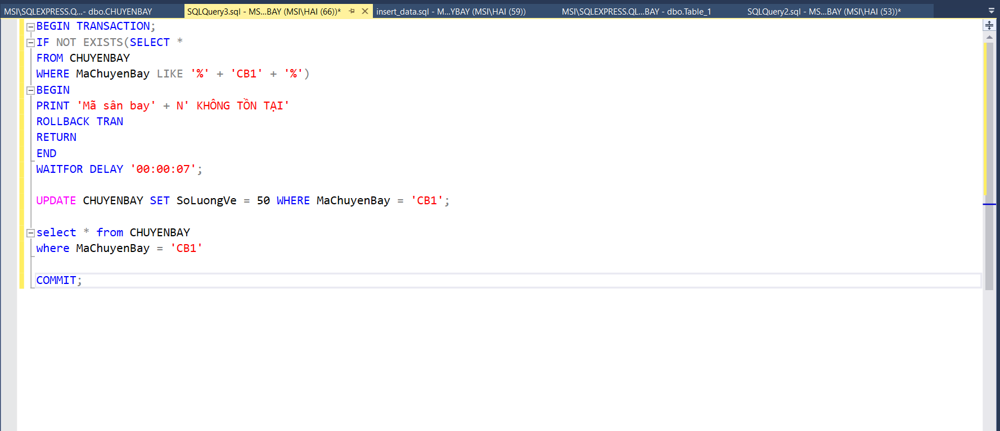 MSI\SQLEXPRESS.Q...- dbo.CHUYENBAY
SQLQuery3.sql - MS...BAY (MSI\HAI (66))*
insert_data.sql - M...YBAY (MSI\HAI (59))
MSI\SQLEXPRESS.QL...BAY - dbo.Table_1
SQLQuery2.sql - MS...BAY (MSI\HAI (53))*
BEGIN TRANSACTION;
IF NOT EXISTS(SELECT *
FROM CHUYENBAY
WHERE MaChuyenBay LIKE '%' + 'CB1' + '%')
BEGIN
PRINT 'Mã sân bay' + N' KHÔNG TỒN TẠI'
ROLLBACK TRAN
RETURN
END
WAITFOR DELAY '00:00:07';
UPDATE CHUYENBAY SET SoLuongVe = 50 WHERE MaChuyenBay = 'CB1';
select * from CHUYENBAY
where MaChuyenBay = 'CB1'
COMMIT;